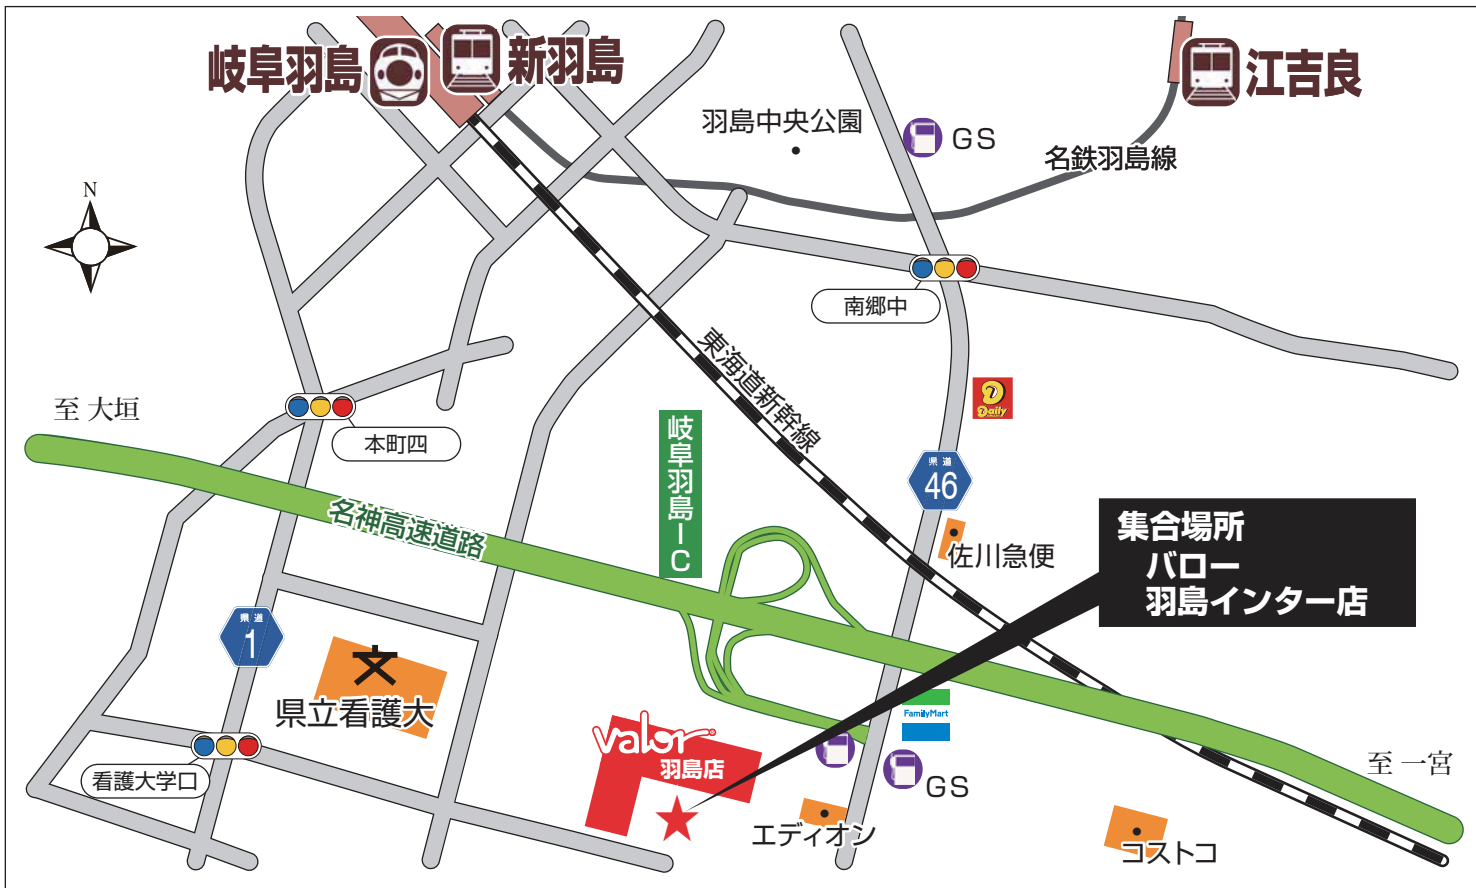 岐阜羽島
新羽島
江吉良
羽島中央公園
GS
名鉄羽島線
N
南郷中
東海道新幹線
Daily
至 大垣
本町四
岐阜羽島IC
県道
46
名神高速道路
佐川急便
集合場所
バロー
羽島インター店
県道
1
県立看護大
valor
羽島店
FamilyMart
看護大学口
GS
至 一宮
エディオン
コストコ